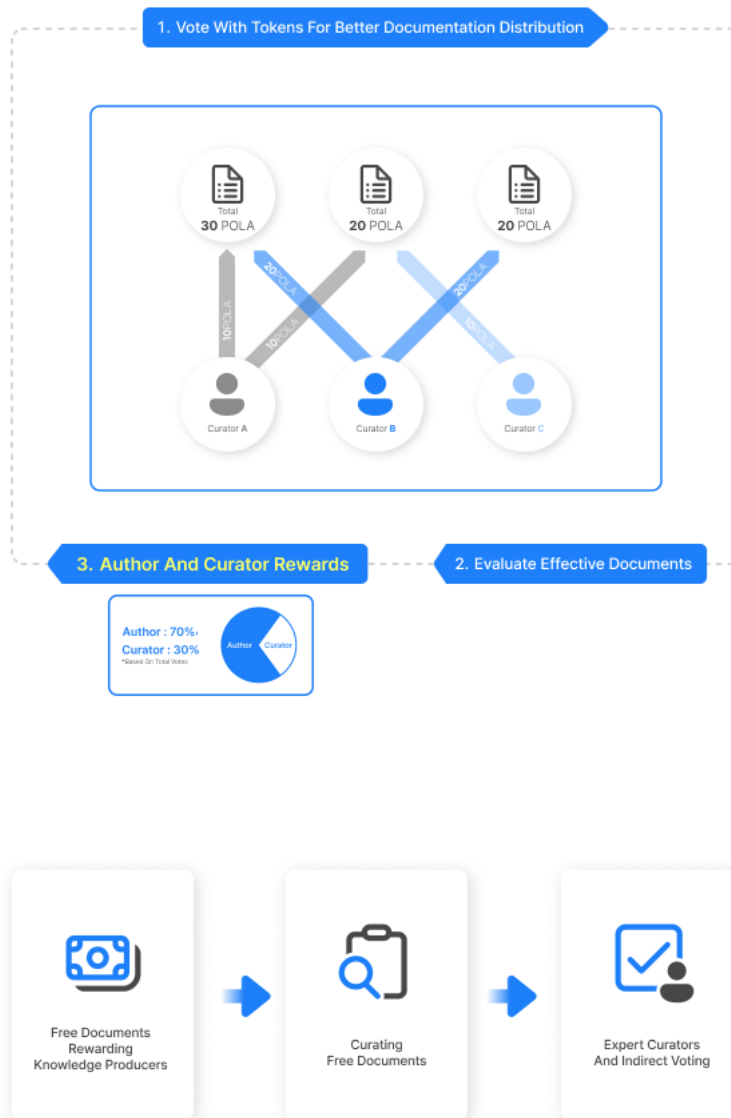 1. Vote With Tokens For Better Documentation Distribution
Total
30 POLA
Total
20 POLA
Total
20 POLA
10POLA
20POLA
10POLA
20POLA
10POLA
Curator A
Curator B
Curator C
3. Author And Curator Rewards
2. Evaluate Effective Documents
Author : 70%
Curator : 30%
*Based On Total Votes
Author
Curator
Free Documents
Rewarding
Knowledge Producers
Curating
Free Documents
Expert Curators
And Indirect Voting